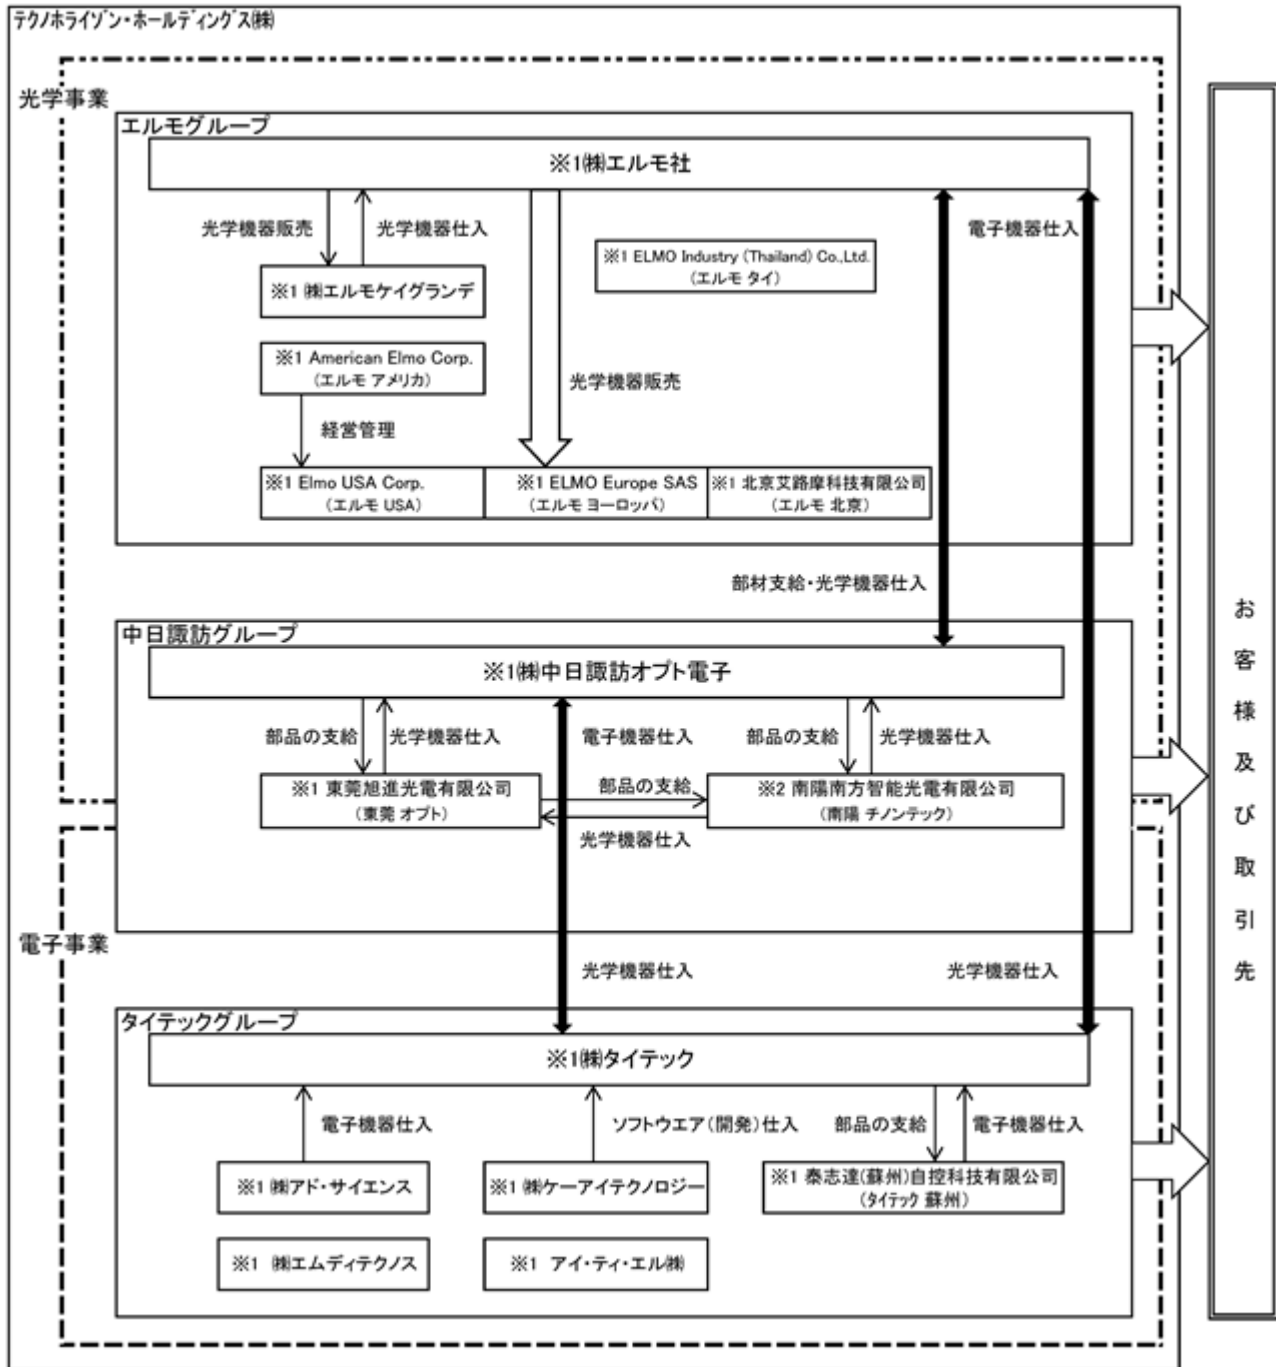 テクノホライゾン・ホールディングス㈱
光学事業
エルモグループ
※1㈱エルモ社
光学機器販売
光学機器仕入
電子機器仕入
※1 ELMO Industry (Thailand) Co.,Ltd.
(エルモ タイ)
※1 ㈱エルモケイグランデ
※1 American Elmo Corp.
(エルモ アメリカ)
光学機器販売
経営管理
※1 Elmo USA Corp.
(エルモ USA)
※1 ELMO Europe SAS
(エルモ ヨーロッパ)
※1 北京艾路摩科技有限公司
(エルモ 北京)
部材支給・光学機器仕入
中日諏訪グループ
※1㈱中日諏訪オプト電子
部品の支給
光学機器仕入
電子機器仕入
部品の支給
光学機器仕入
※1 東莞旭進光電有限公司
(東莞 オプト)
部品の支給
光学機器仕入
※2 南陽南方智能光電有限公司
(南陽 チノンテック)
電子事業
光学機器仕入
光学機器仕入
タイテックグループ
※1㈱タイテック
電子機器仕入
ソフトウエア(開発)仕入
部品の支給
電子機器仕入
※1 ㈱アド・サイエンス
※1 ㈱ケーアイテクノロジー
※1 泰志達(蘇州)自控科技有限公司
(タイテック 蘇州)
※1 ㈱エムディテクノス
※1 アイ・ティ・エル㈱
お客様及び取引先